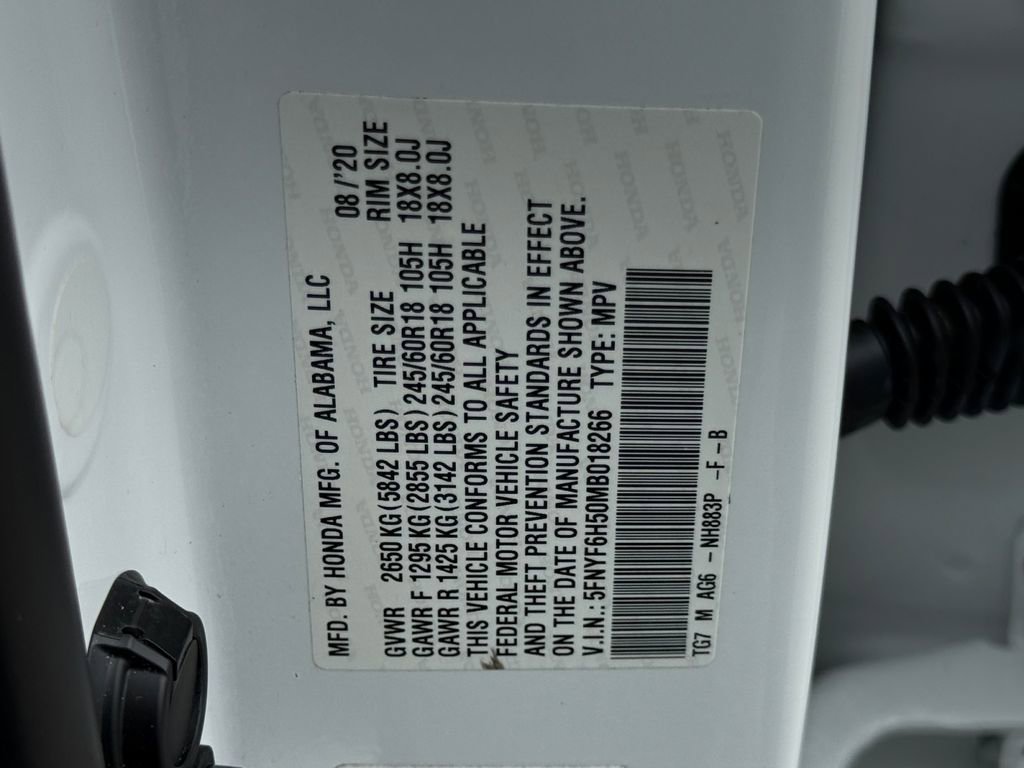 MFD. BY HONDA MFG. OF ALABAMA, LLC 08/'20
GVWR 2650 KG (5842 LBS) TIRE SIZE RIM SIZE
GAWR F 1295 KG (2855 LBS) 245/60R18 105H 18X8.0J
GAWR R 1425 KG (3142 LBS) 245/60R18 105H 18X8.0J
THIS VEHICLE CONFORMS TO ALL APPLICABLE
FEDERAL MOTOR VEHICLE SAFETY
AND THEFT PREVENTION STANDARDS IN EFFECT
ON THE DATE OF MANUFACTURE SHOWN ABOVE.
V.I.N.: 5FNYF6H50MB018266 TYPE: MPV
TG7 M AG6 - NH883P - F - B